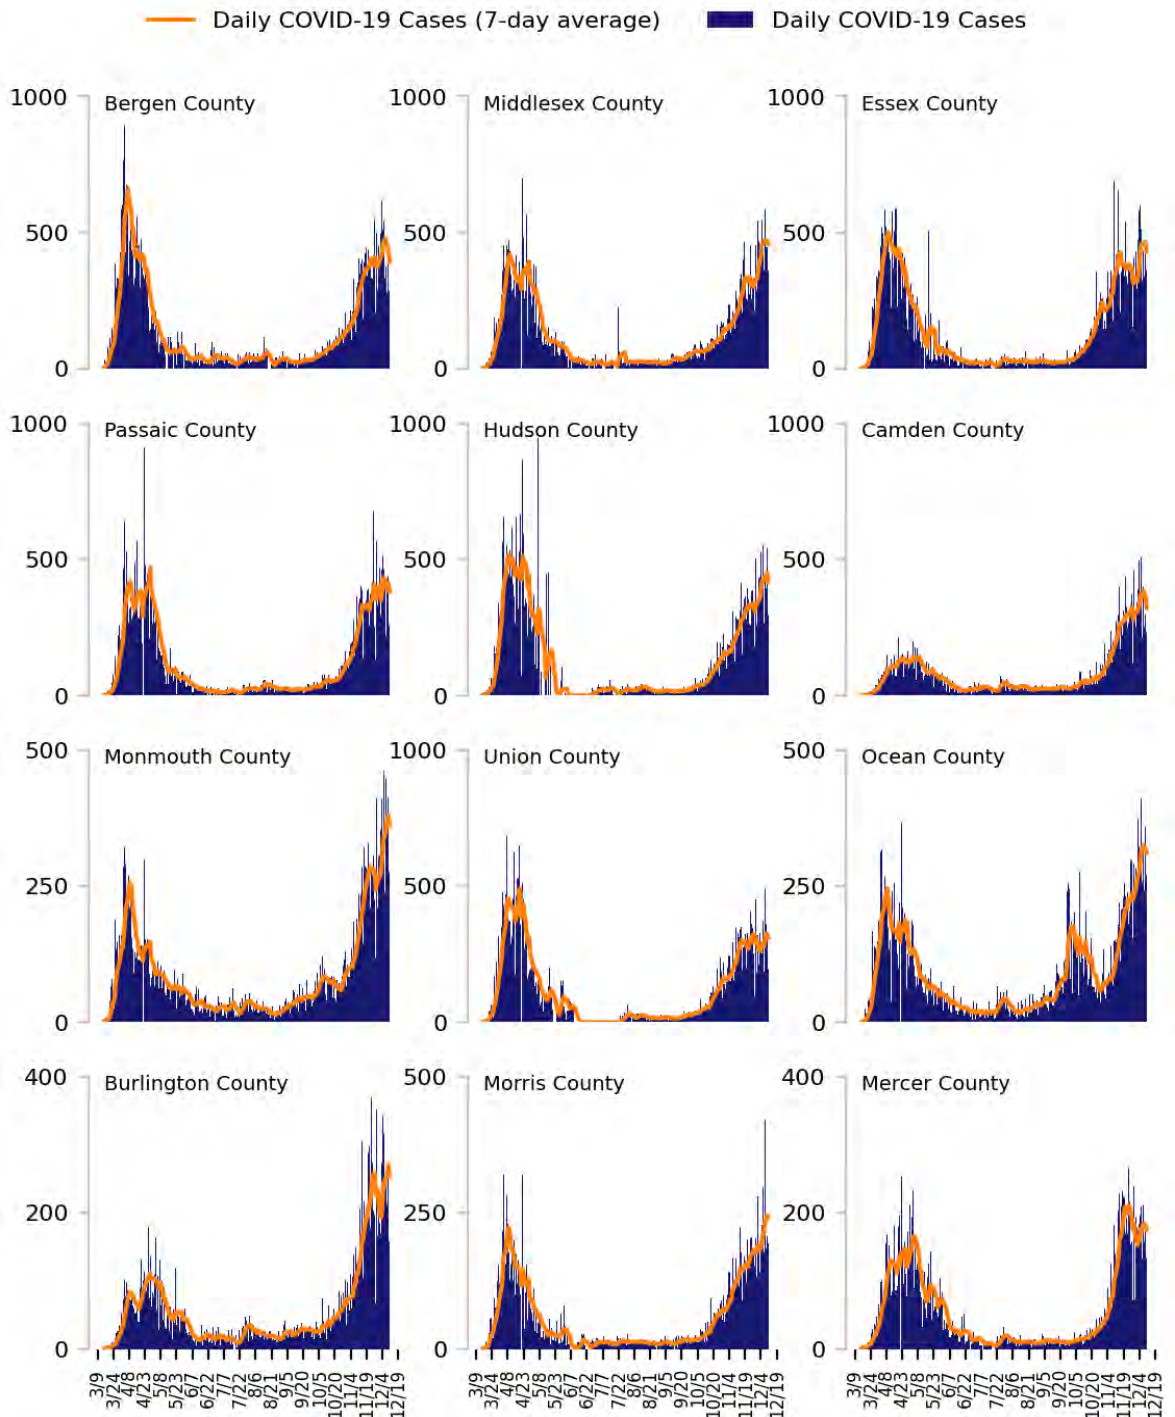 Daily COVID-19 Cases (7-day average) Daily COVID-19 Cases
1000 Bergen County 1000 Middlesex County 1000 Essex County
500 500 500
0 0 0
1000 Passaic County 1000 Hudson County 1000 Camden County
500 500 500
0 0 0
500 Monmouth County 1000 Union County 500 Ocean County
250 500 250
0 0 0
400 Burlington County 500 Morris County 400 Mercer County
200 250 200
0 0 0
3/9 3/24 4/8 4/23 5/8 5/23 6/7 6/22 7/7 7/22 8/6 8/21 9/5 9/20 10/5 10/20 11/4 11/19 12/4 12/19 3/9 3/24 4/8 4/23 5/8 5/23 6/7 6/22 7/7 7/22 8/6 8/21 9/5 9/20 10/5 10/20 11/4 11/19 12/4 12/19 3/9 3/24 4/8 4/23 5/8 5/23 6/7 6/22 7/7 7/22 8/6 8/21 9/5 9/20 10/5 10/20 11/4 11/19 12/4 12/19